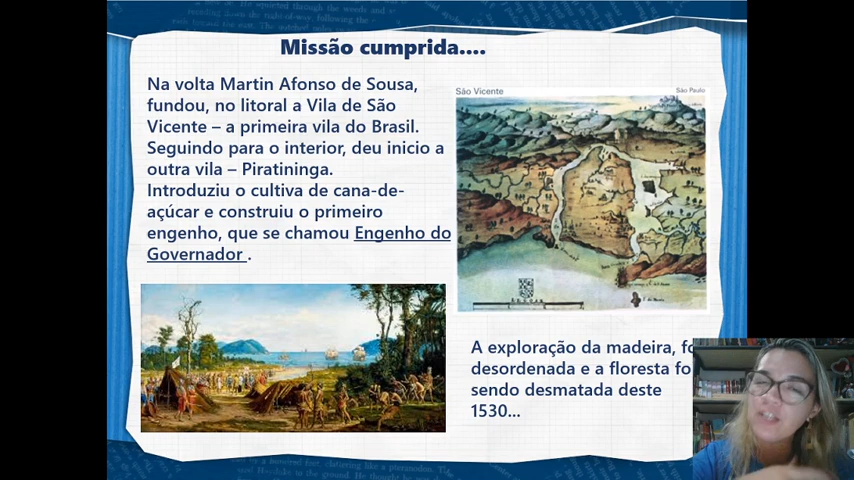 Missão cumprida....
Na volta Martin Afonso de Sousa,
fundou, no litoral a Vila de São
Vicente – a primeira vila do Brasil.
Seguindo para o interior, deu inicio a
outra vila – Piratininga.
Introduziu o cultiva de cana-de-
açúcar e construiu o primeiro
engenho, que se chamou Engenho do
Governador .
São Vicente
São Paulo
A exploração da madeira,
desordenada e a floresta
sendo desmatada deste
1530...